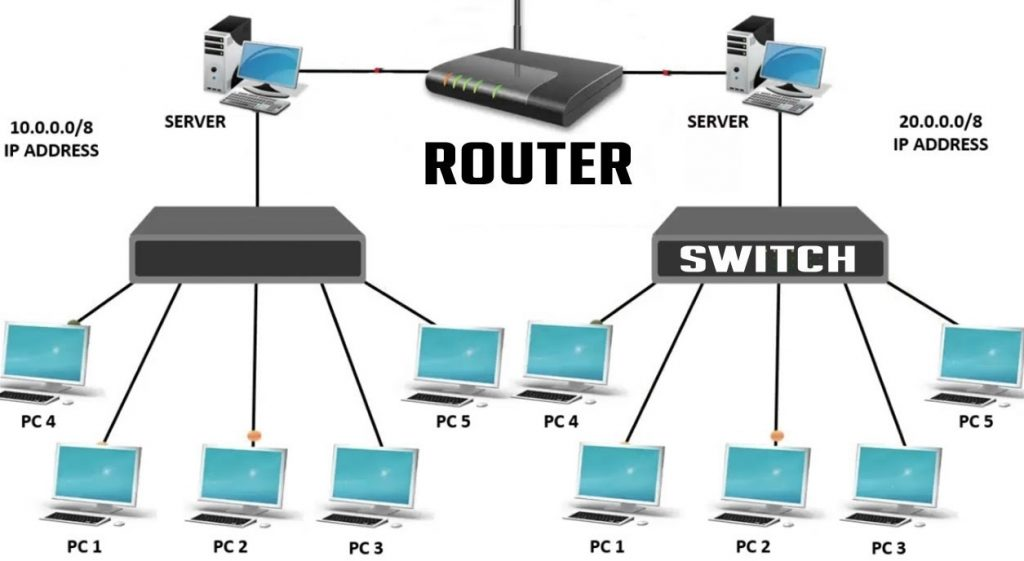 SERVER
SERVER
10.0.0.0/8
IP ADDRESS
20.0.0.0/8
IP ADDRESS
ROUTER
SWITCH
PC 4
PC 5
PC 4
PC 5
PC 1
PC 2
PC 3
PC 1
PC 2
PC 3